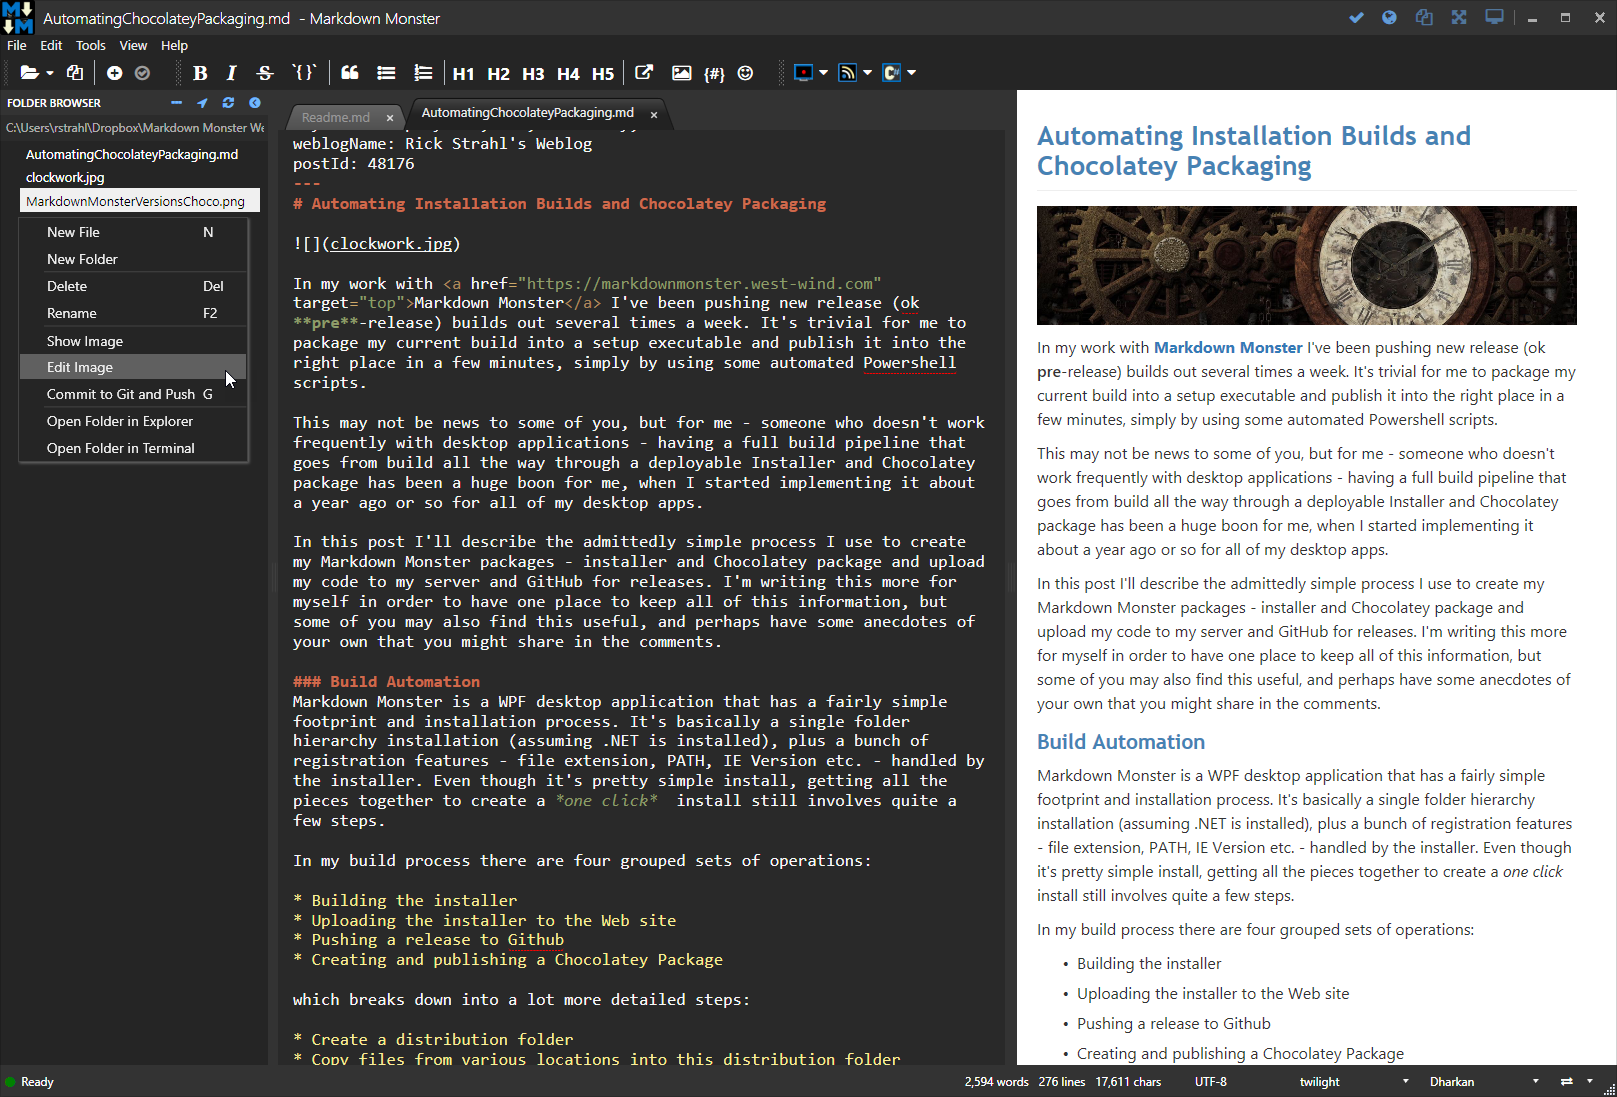 AutomatingChocolateyPackaging.md - Markdown Monster
File Edit Tools View Help
B I S `{}` H1 H2 H3 H4 H5 {#}
FOLDER BROWSER
C:\Users\rstrahl\Dropbox\Markdown Monster We
AutomatingChocolateyPackaging.md
clockwork.jpg
MarkdownMonsterVersionsChoco.png
New File N
New Folder
Delete Del
Rename F2
Show Image
Edit Image
Commit to Git and Push G
Open Folder in Explorer
Open Folder in Terminal
Readme.md ×
AutomatingChocolateyPackaging.md ×
weblogName: Rick Strahl's Weblog
postId: 48176
---
# Automating Installation Builds and Chocolatey Packaging
![](clockwork.jpg)
In my work with <a href="https://markdownmonster.west-wind.com"
target="top">Markdown Monster</a> I've been pushing new release (ok
**pre**-release) builds out several times a week. It's trivial for me to
package my current build into a setup executable and publish it into the
right place in a few minutes, simply by using some automated Powershell
scripts.
This may not be news to some of you, but for me - someone who doesn't work
frequently with desktop applications - having a full build pipeline that
goes from build all the way through a deployable Installer and Chocolatey
package has been a huge boon for me, when I started implementing it about
a year ago or so for all of my desktop apps.
In this post I'll describe the admittedly simple process I use to create
my Markdown Monster packages - installer and Chocolatey package and upload
my code to my server and GitHub for releases. I'm writing this more for
myself in order to have one place to keep all of this information, but
some of you may also find this useful, and perhaps have some anecdotes of
your own that you might share in the comments.
### Build Automation
Markdown Monster is a WPF desktop application that has a fairly simple
footprint and installation process. It's basically a single folder
hierarchy installation (assuming .NET is installed), plus a bunch of
registration features - file extension, PATH, IE Version etc. - handled by
the installer. Even though it's pretty simple install, getting all the
pieces together to create a *one click*  install still involves quite a
few steps.
In my build process there are four grouped sets of operations:
* Building the installer
* Uploading the installer to the Web site
* Pushing a release to Github
* Creating and publishing a Chocolatey Package
which breaks down into a lot more detailed steps:
* Create a distribution folder
* Copy files from various locations into this distribution folder
Automating Installation Builds and
Chocolatey Packaging
In my work with Markdown Monster I've been pushing new release (ok
pre-release) builds out several times a week. It's trivial for me to package my
current build into a setup executable and publish it into the right place in a
few minutes, simply by using some automated Powershell scripts.
This may not be news to some of you, but for me - someone who doesn't
work frequently with desktop applications - having a full build pipeline that
goes from build all the way through a deployable Installer and Chocolatey
package has been a huge boon for me, when I started implementing it
about a year ago or so for all of my desktop apps.
In this post I'll describe the admittedly simple process I use to create my
Markdown Monster packages - installer and Chocolatey package and
upload my code to my server and GitHub for releases. I'm writing this more
for myself in order to have one place to keep all of this information, but
some of you may also find this useful, and perhaps have some anecdotes of
your own that you might share in the comments.
Build Automation
Markdown Monster is a WPF desktop application that has a fairly simple
footprint and installation process. It's basically a single folder hierarchy
installation (assuming .NET is installed), plus a bunch of registration features
- file extension, PATH, IE Version etc. - handled by the installer. Even though
it's pretty simple install, getting all the pieces together to create a one click
install still involves quite a few steps.
In my build process there are four grouped sets of operations:
• Building the installer
• Uploading the installer to the Web site
• Pushing a release to Github
• Creating and publishing a Chocolatey Package
Ready
2,594 words 276 lines 17,611 chars UTF-8 twilight Dharkan